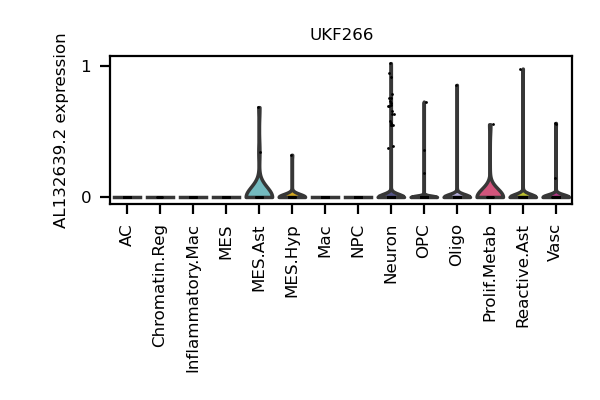 UKF266
AL132639.2 expression
1
0
AC
Chromatin.Reg
Inflammatory.Mac
MES
MES.Ast
MES.Hyp
Mac
NPC
Neuron
OPC
Oligo
Prolif.Metab
Reactive.Ast
Vasc